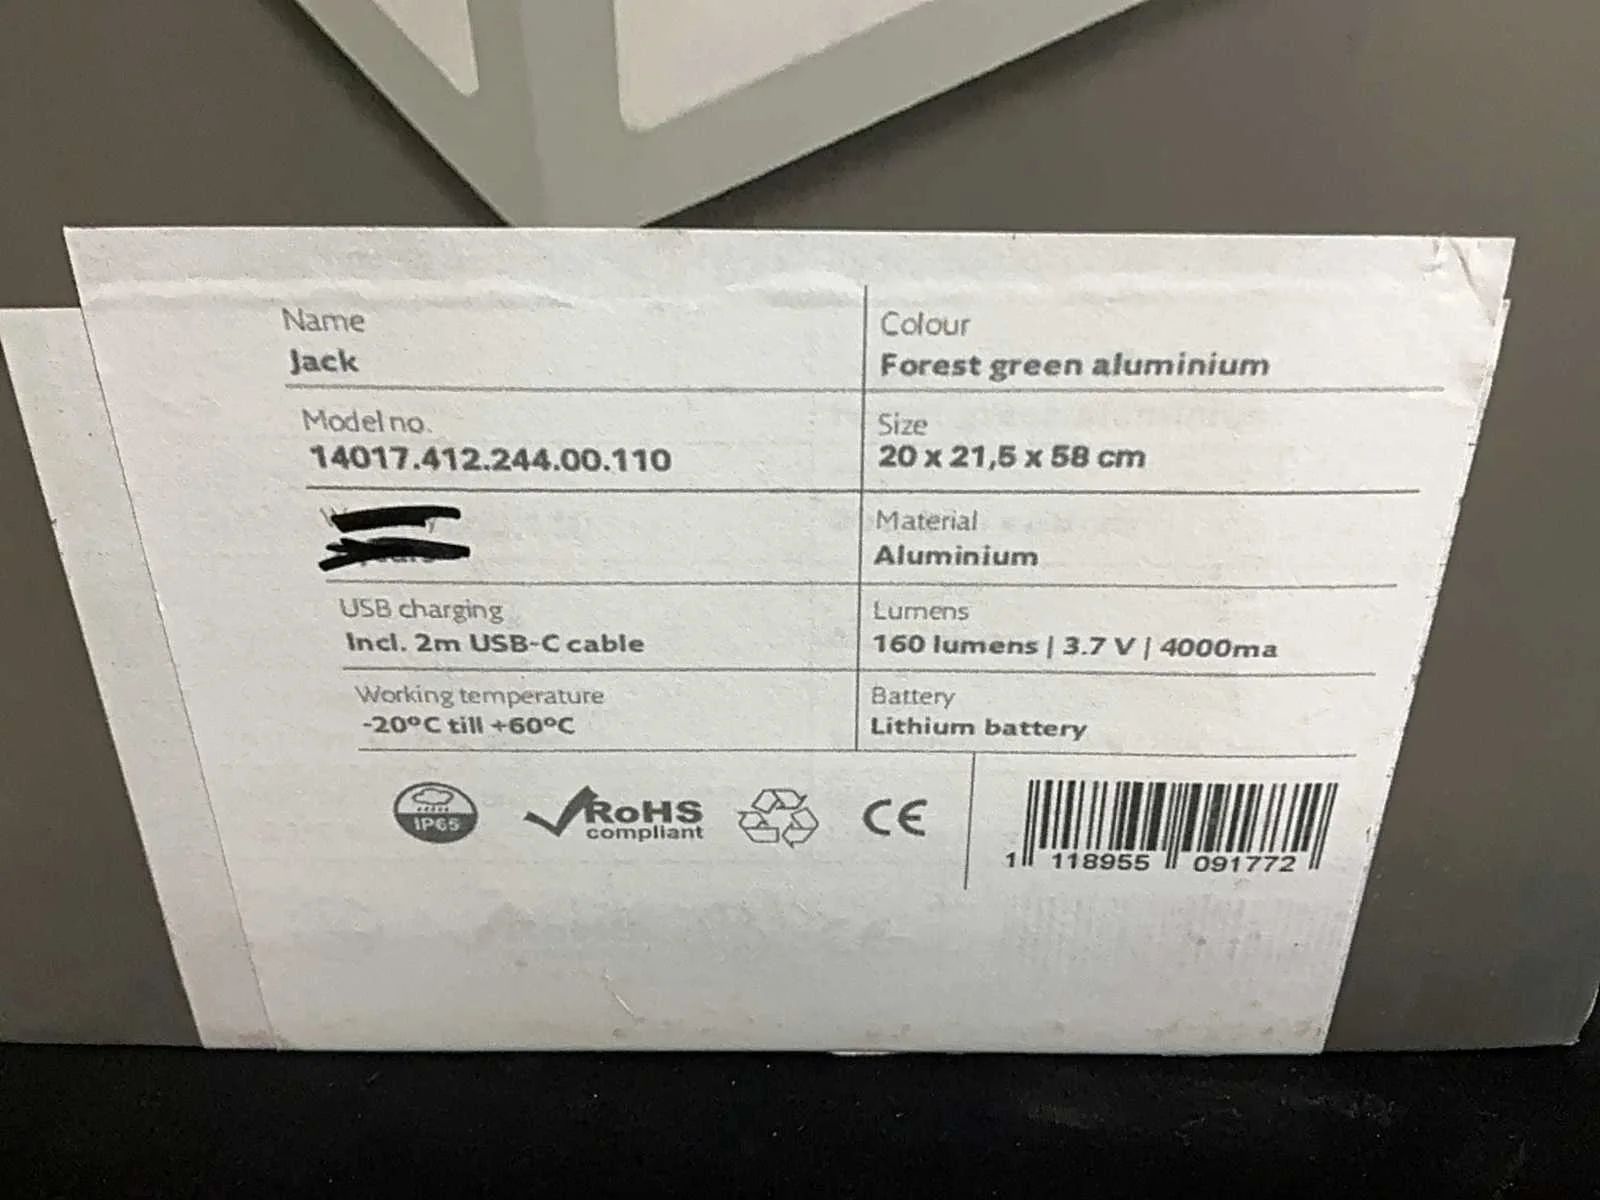 Name
Jack
Colour
Forest green aluminium
Model no.
14017.412.244.00.110
Size
20 x 21,5 x 58 cm
Material
Aluminium
USB charging
Incl. 2m USB-C cable
Lumens
160 lumens | 3.7 V | 4000ma
Working temperature
-20°C till +60°C
Battery
Lithium battery
IP65
RoHS
compliant
CE
1 118955 091772